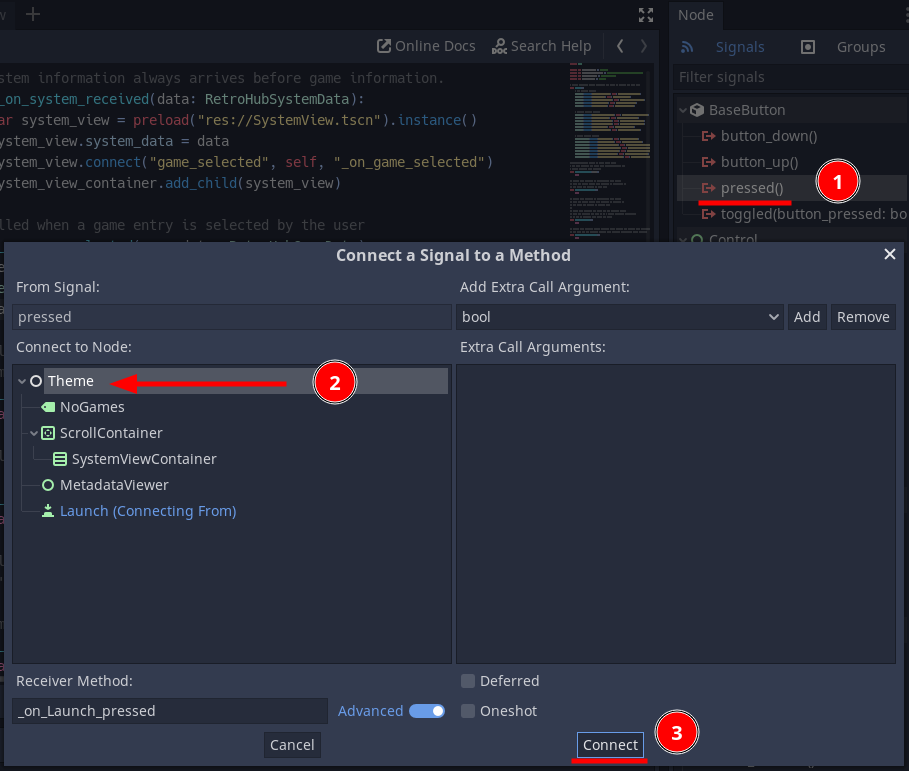 Node
Online Docs
Search Help
Signals
Groups
Filter signals
stem information always arrives before game information.
_on_system_received(data: RetroHubSystemData):
ar system_view = preload("res://SystemView.tscn").instance()
ystem_view.system_data = data
ystem_view.connect("game_selected", self, "_on_game_selected")
ystem_view_container.add_child(system_view)
lled when a game entry is selected by the user
BaseButton
button_down()
button_up()
pressed()
1
toggled(button_pressed: bo
Control
Connect a Signal to a Method
From Signal:
Add Extra Call Argument:
pressed
bool
Add
Remove
Connect to Node:
Extra Call Arguments:
Theme
2
NoGames
ScrollContainer
SystemViewContainer
MetadataViewer
Launch (Connecting From)
Receiver Method:
Deferred
_on_Launch_pressed
Advanced
Oneshot
Cancel
Connect
3